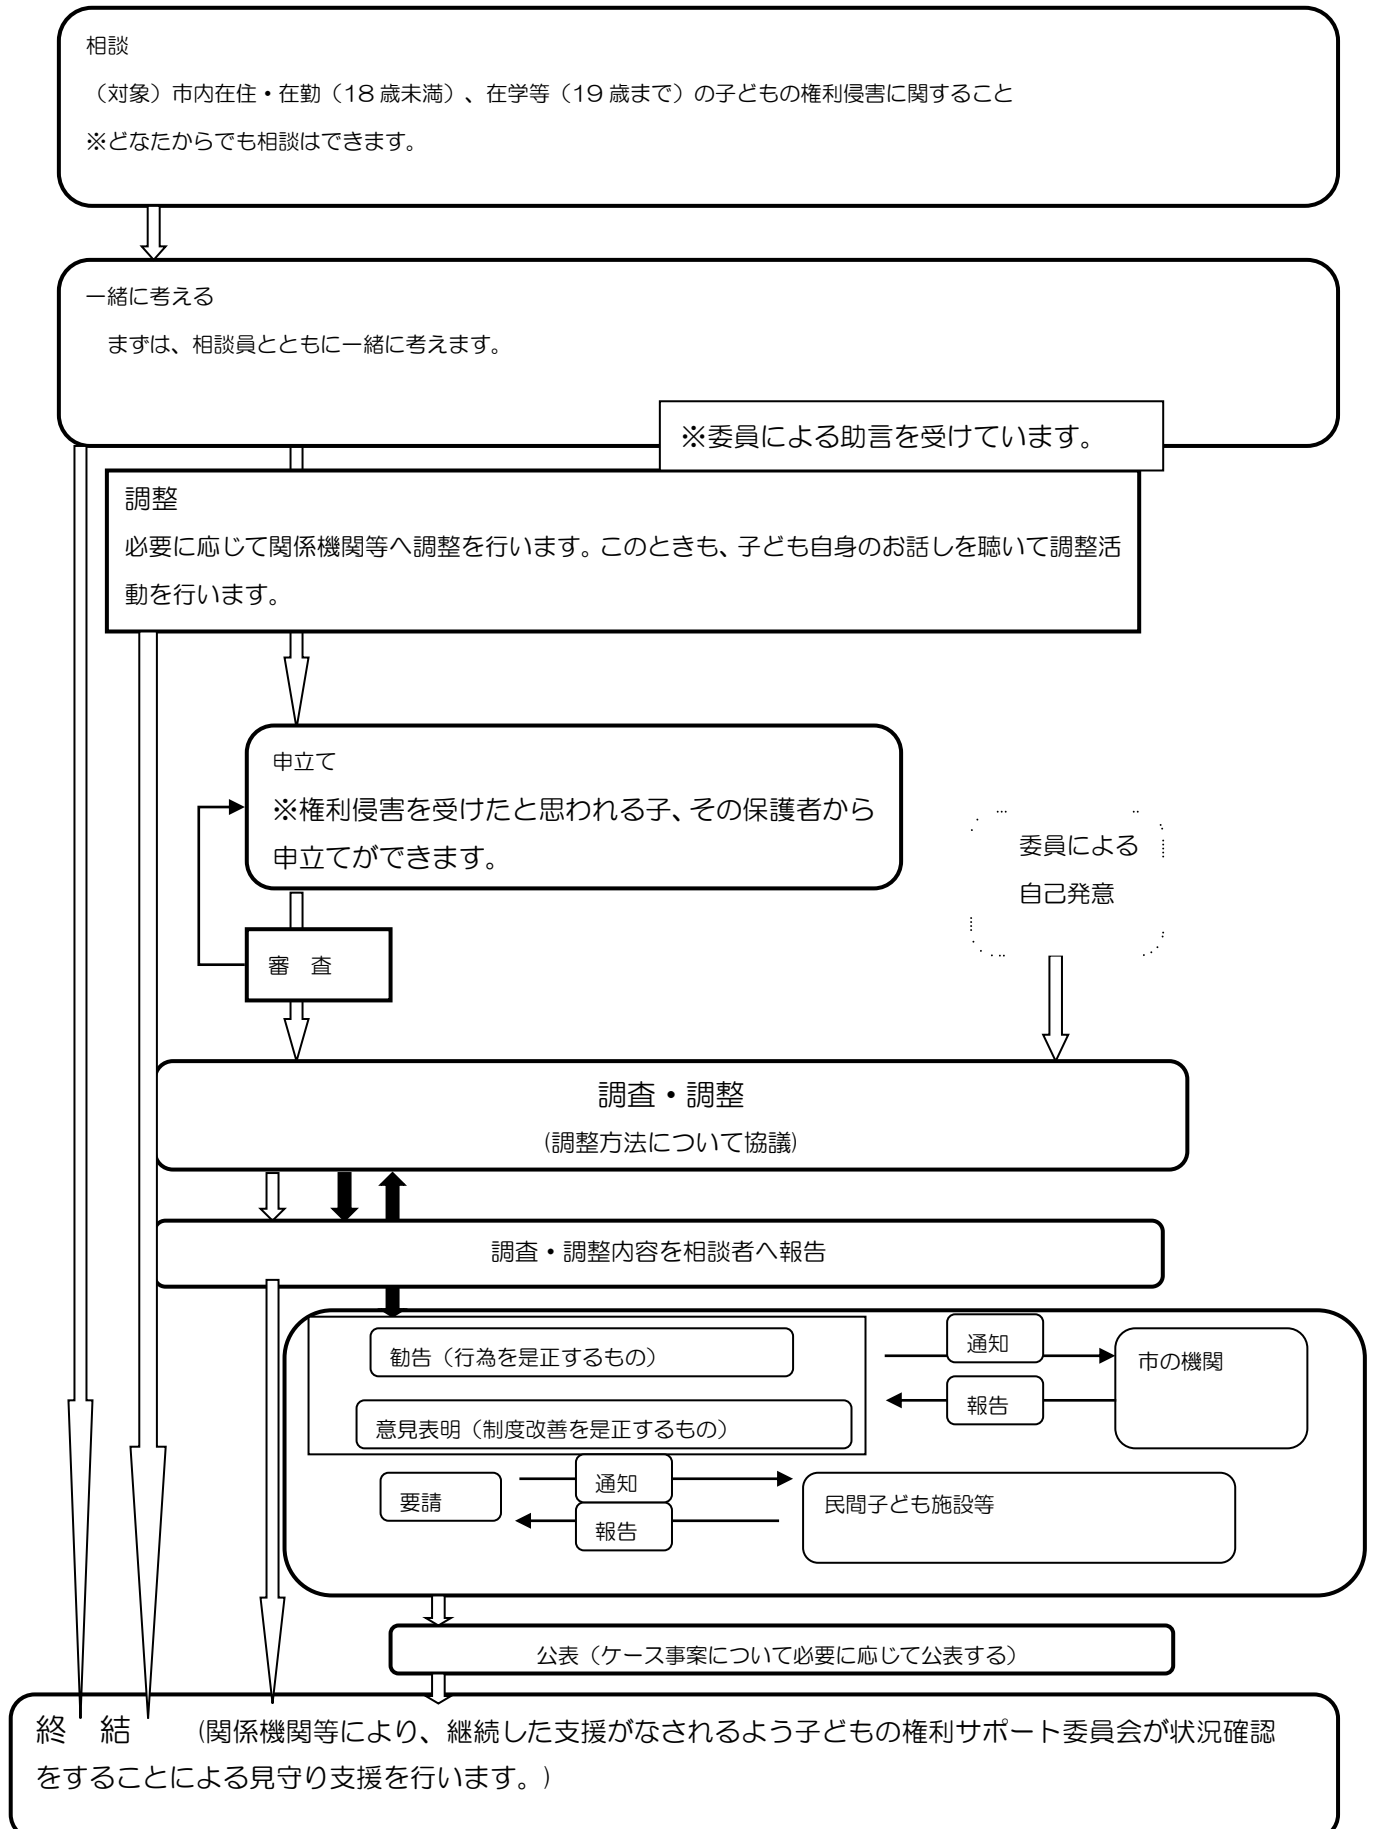 相談
（対象）市内在住・在勤（18歳未満）、在学等（19歳まで）の子どもの権利侵害に関すること
※どなたからでも相談はできます。
一緒に考える
まずは、相談員とともに一緒に考えます。
※委員による助言を受けています。
調整
必要に応じて関係機関等へ調整を行います。このときも、子ども自身のお話しを聴いて調整活
動を行います。
申立て
※権利侵害を受けたと思われる子、その保護者から
申立てができます。
委員による
自己発意
審　査
調査・調整
(調整方法について協議)
調査・調整内容を相談者へ報告
勧告（行為を是正するもの）
通知
市の機関
報告
意見表明（制度改善を是正するもの）
要請
通知
民間子ども施設等
報告
公表（ケース事案について必要に応じて公表する）
終　結　　(関係機関等により、継続した支援がなされるよう子どもの権利サポート委員会が状況確認
をすることによる見守り支援を行います。)